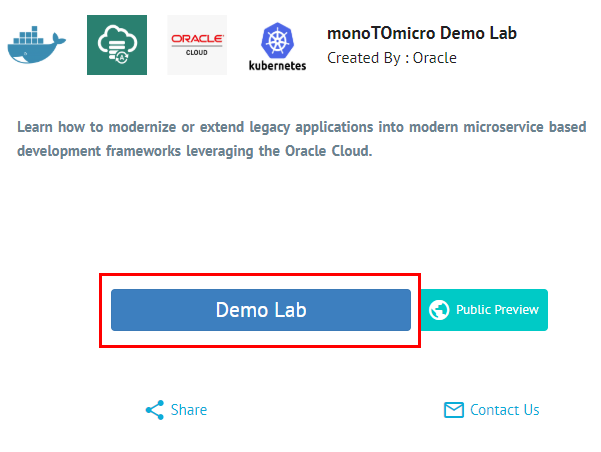 monoTOmicro Demo Lab
ORACLE
CLOUD
kubernetes
Created By : Oracle
Learn how to modernize or extend legacy applications into modern microservice based
development frameworks leveraging the Oracle Cloud.
Demo Lab
Public Preview
Share
Contact Us